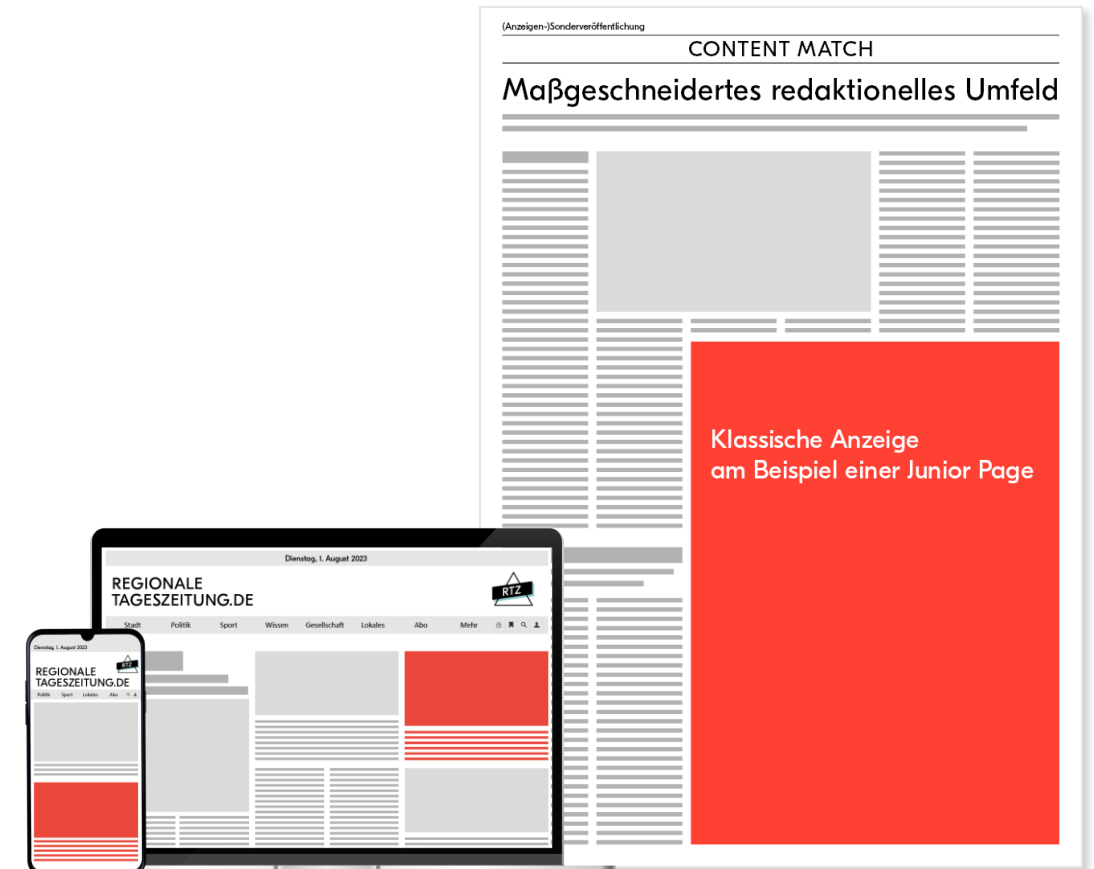 (Anzeigen-)Sonderveröffentlichung
CONTENT MATCH
Maßgeschneidertes redaktionelles Umfeld
Klassische Anzeige
am Beispiel einer Junior Page
Dienstag, 1. August 2023
REGIONALE
TAGESZEITUNG.DE
RTZ
Stadt Politik Sport Wissen Gesellschaft Lokales Abo Mehr
Dienstag, 1. August 2023
REGIONALE
TAGESZEITUNG.DE
RTZ
Politik Sport Lokales Abo